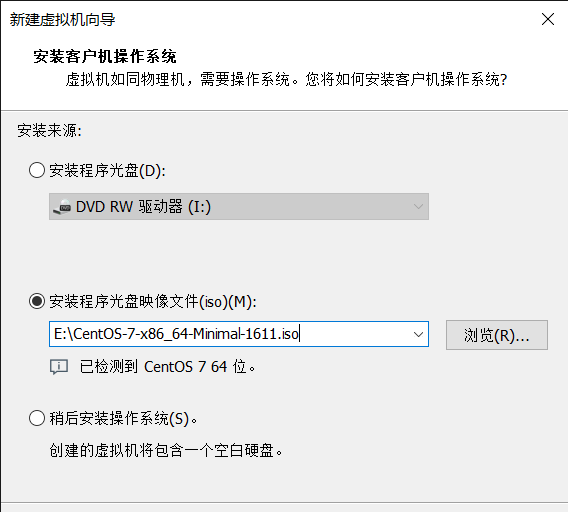 新建虚拟机向导
安装客户机操作系统
虚拟机如同物理机，需要操作系统。您将如何安装客户机操作系统?
安装来源:
安装程序光盘(D):
DVD RW 驱动器 (I:)
安装程序光盘映像文件(iso)(M):
E:\CentOS-7-x86_64-Minimal-1611.iso
浏览(R)...
已检测到 CentOS 7 64 位。
稍后安装操作系统(S)。
创建的虚拟机将包含一个空白硬盘。